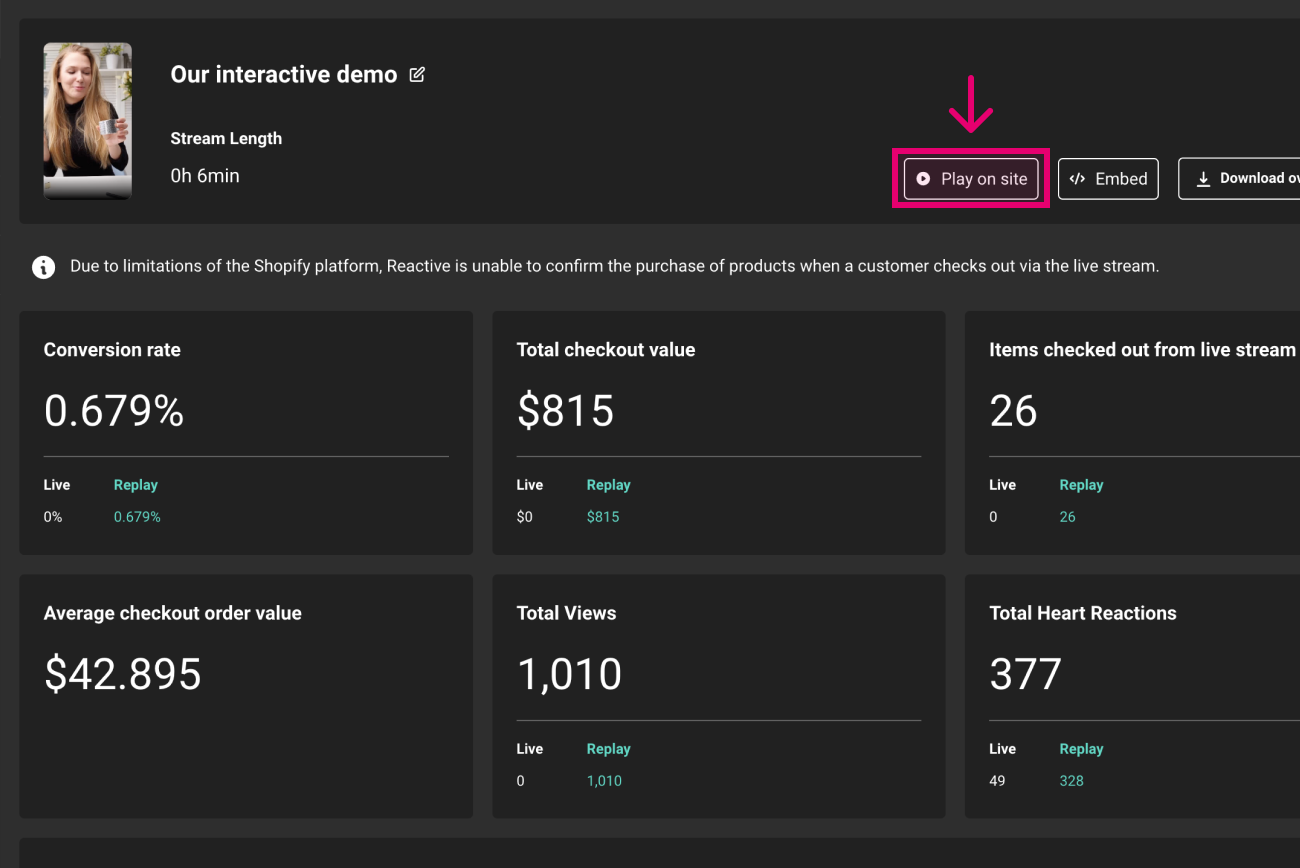 Our interactive demo
Stream Length
0h 6min
Play on site
</> Embed
Download ov
Due to limitations of the Shopify platform, Reactive is unable to confirm the purchase of products when a customer checks out via the live stream.
Conversion rate
0.679%
Live Replay
0% 0.679%
Total checkout value
$815
Live Replay
$0 $815
Items checked out from live stream
26
Live Replay
0 26
Average checkout order value
$42.895
Total Views
1,010
Live Replay
0 1,010
Total Heart Reactions
377
Live Replay
49 328